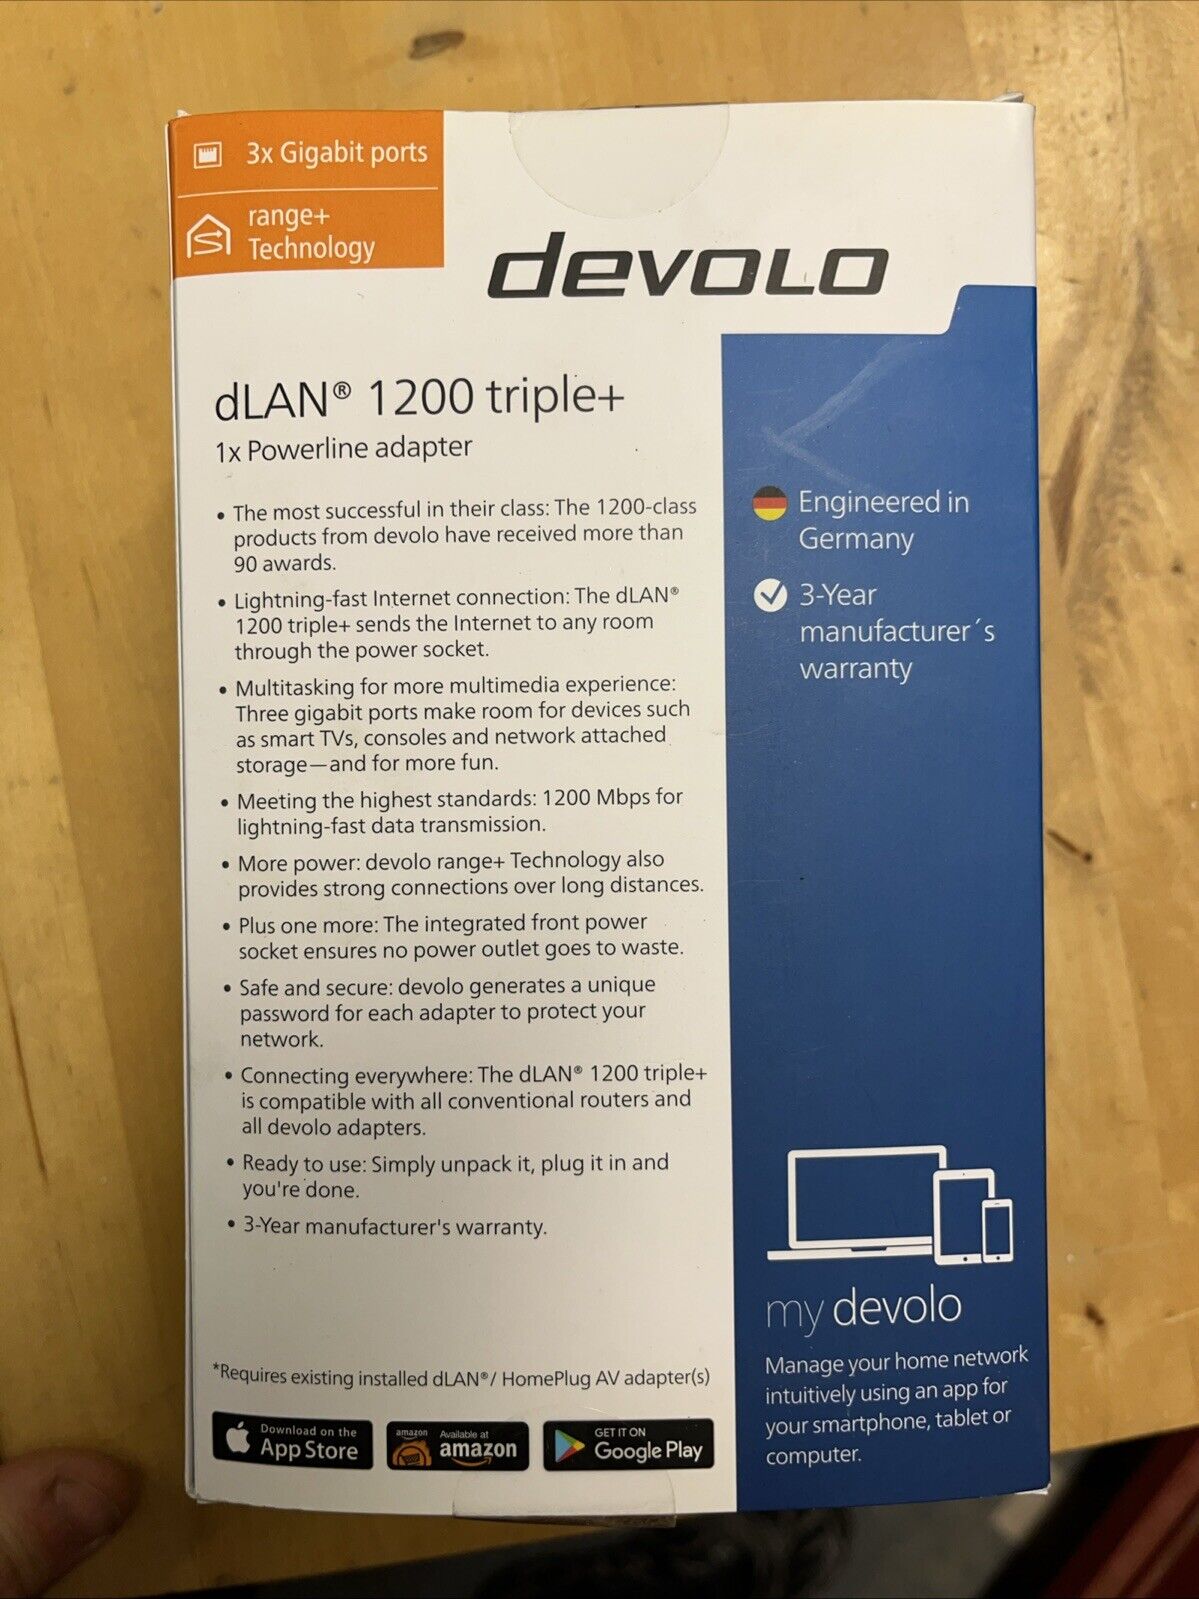 3x Gigabit ports
range+
Technology
devolo
dLAN® 1200 triple+
1x Powerline adapter
• The most successful in their class: The 1200-class
products from devolo have received more than
90 awards.
• Lightning-fast Internet connection: The dLAN®
1200 triple+ sends the Internet to any room
through the power socket.
• Multitasking for more multimedia experience:
Three gigabit ports make room for devices such
as smart TVs, consoles and network attached
storage—and for more fun.
• Meeting the highest standards: 1200 Mbps for
lightning-fast data transmission.
• More power: devolo range+ Technology also
provides strong connections over long distances.
• Plus one more: The integrated front power
socket ensures no power outlet goes to waste.
• Safe and secure: devolo generates a unique
password for each adapter to protect your
network.
• Connecting everywhere: The dLAN® 1200 triple+
is compatible with all conventional routers and
all devolo adapters.
• Ready to use: Simply unpack it, plug it in and
you're done.
• 3-Year manufacturer's warranty.
*Requires existing installed dLAN®/ HomePlug AV adapter(s)
Download on the
App Store
amazon
Available at
amazon
GET IT ON
Google Play
Engineered in
Germany
3-Year
manufacturer´s
warranty
my devolo
Manage your home network
intuitively using an app for
your smartphone, tablet or
computer.